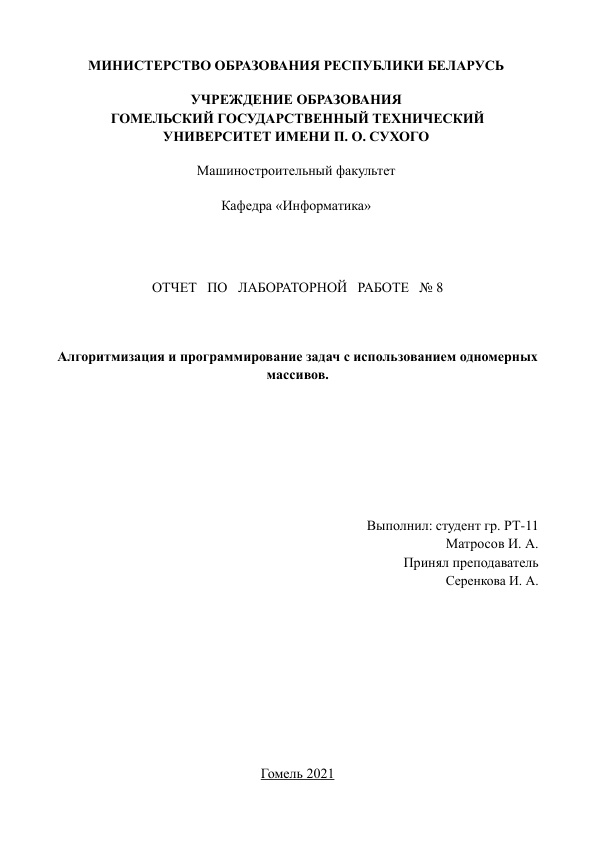 МИНИСТЕРСТВО ОБРАЗОВАНИЯ РЕСПУБЛИКИ БЕЛАРУСЬ
УЧРЕЖДЕНИЕ ОБРАЗОВАНИЯ
ГОМЕЛЬСКИЙ ГОСУДАРСТВЕННЫЙ ТЕХНИЧЕСКИЙ
УНИВЕРСИТЕТ ИМЕНИ П. О. СУХОГО
Машиностроительный факультет
Кафедра «Информатика»
ОТЧЕТ ПО ЛАБОРАТОРНОЙ РАБОТЕ № 8
Алгоритмизация и программирование задач с использованием одномерных
массивов.
Выполнил: студент гр. РТ-11
Матросов И. А.
Принял преподаватель
Серенкова И. А.
Гомель 2021